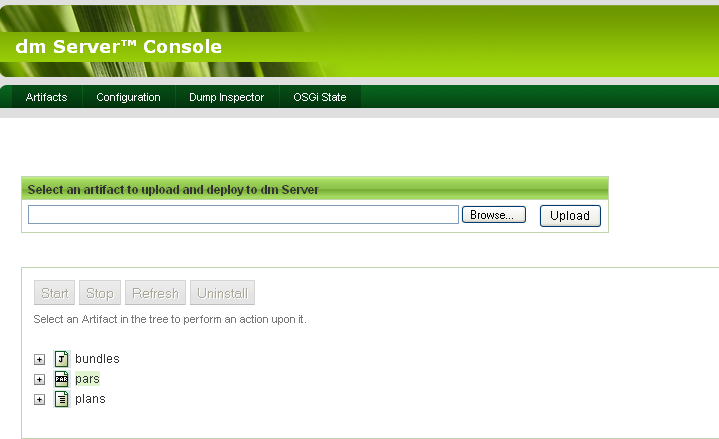 dm Server™ Console
Artifacts Configuration Dump Inspector OSGi State
Select an artifact to upload and deploy to dm Server
Browse... Upload
Start Stop Refresh Uninstall
Select an Artifact in the tree to perform an action upon it.
J bundles
PAR pars
plans